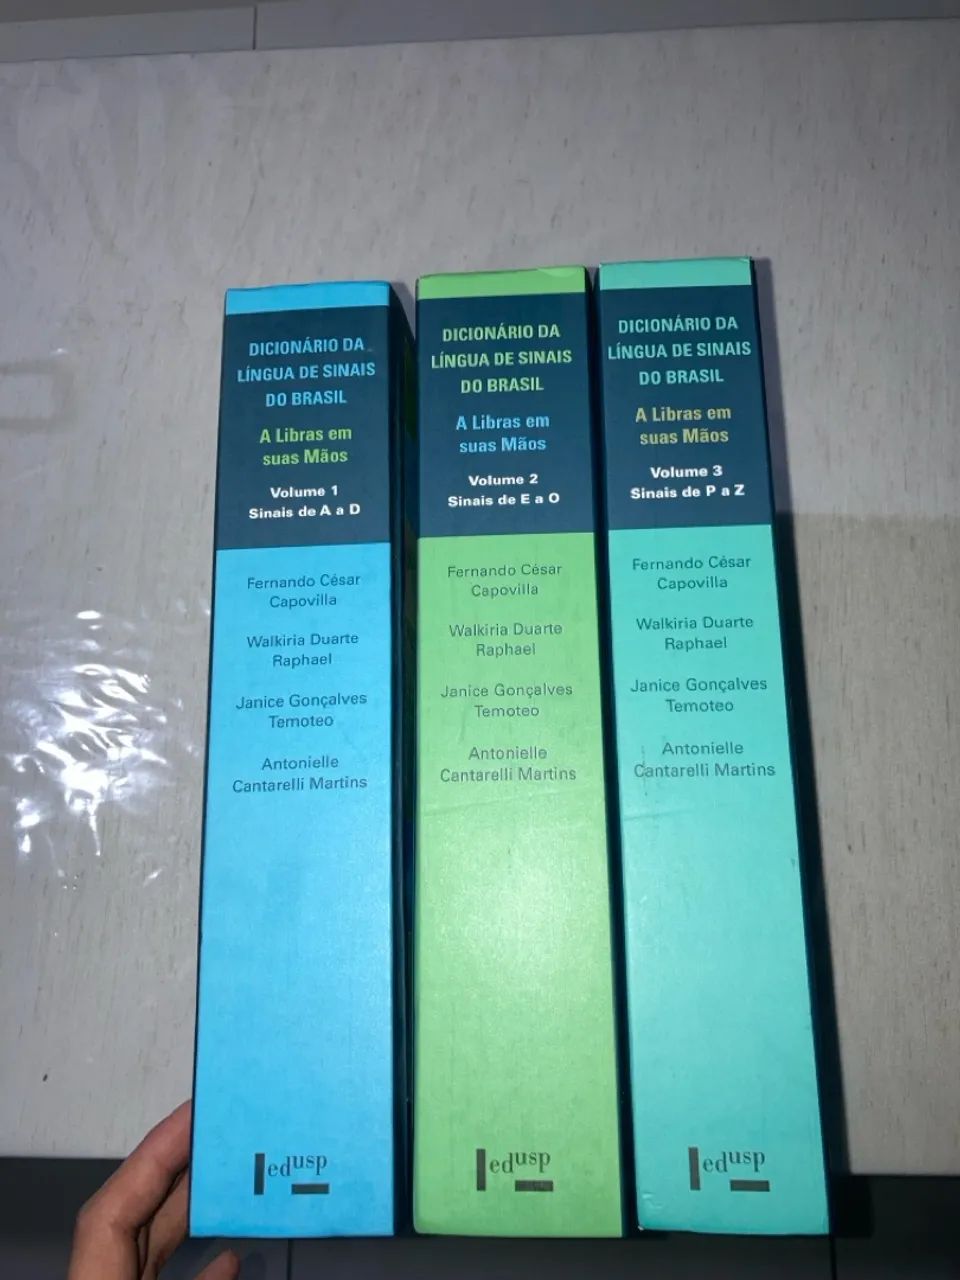 DICIONÁRIO DA
LÍNGUA DE SINAIS
DO BRASIL
A Libras em
suas Mãos
Volume 1
Sinais de A a D
Fernando César
Capovilla
Walkiria Duarte
Raphael
Janice Gonçalves
Temoteo
Antonielle
Cantarelli Martins
edusp
DICIONÁRIO DA
LÍNGUA DE SINAIS
DO BRASIL
A Libras em
suas Mãos
Volume 2
Sinais de E a O
Fernando César
Capovilla
Walkiria Duarte
Raphael
Janice Gonçalves
Temoteo
Antonielle
Cantarelli Martins
edusp
DICIONÁRIO DA
LÍNGUA DE SINAIS
DO BRASIL
A Libras em
suas Mãos
Volume 3
Sinais de P a Z
Fernando César
Capovilla
Walkiria Duarte
Raphael
Janice Gonçalves
Temoteo
Antonielle
Cantarelli Martins
edusp